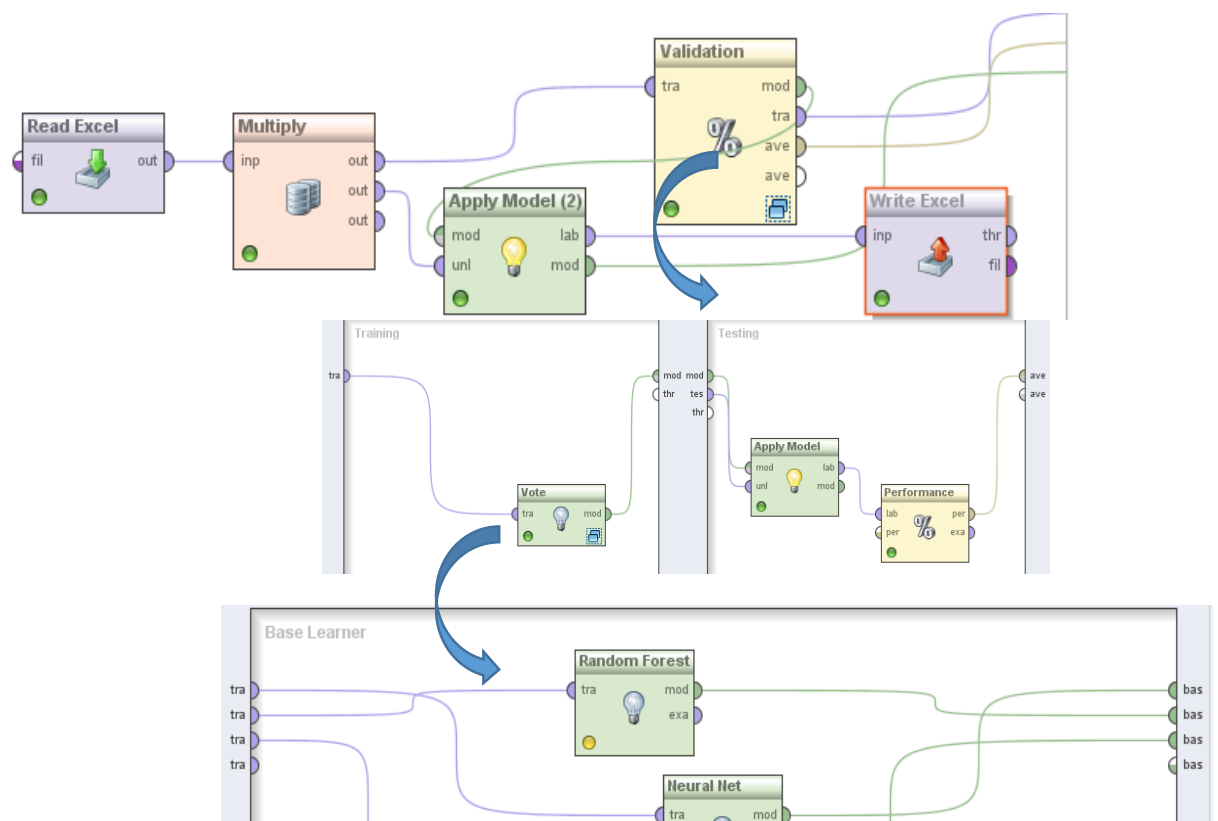 Validation
tra
mod
tra
ave
ave
Read Excel
fil
out
Multiply
inp
out
out
out
Apply Model (2)
mod
lab
unl
mod
Write Excel
inp
thr
fil
Training
tra
mod
thr
Vote
tra
mod
Testing
mod
tes
thr
ave
ave
Apply Model
mod
lab
unl
mod
Performance
lab
per
per
exa
Base Learner
tra
tra
tra
tra
Random Forest
tra
mod
exa
Neural Net
tra
mod
bas
bas
bas
bas